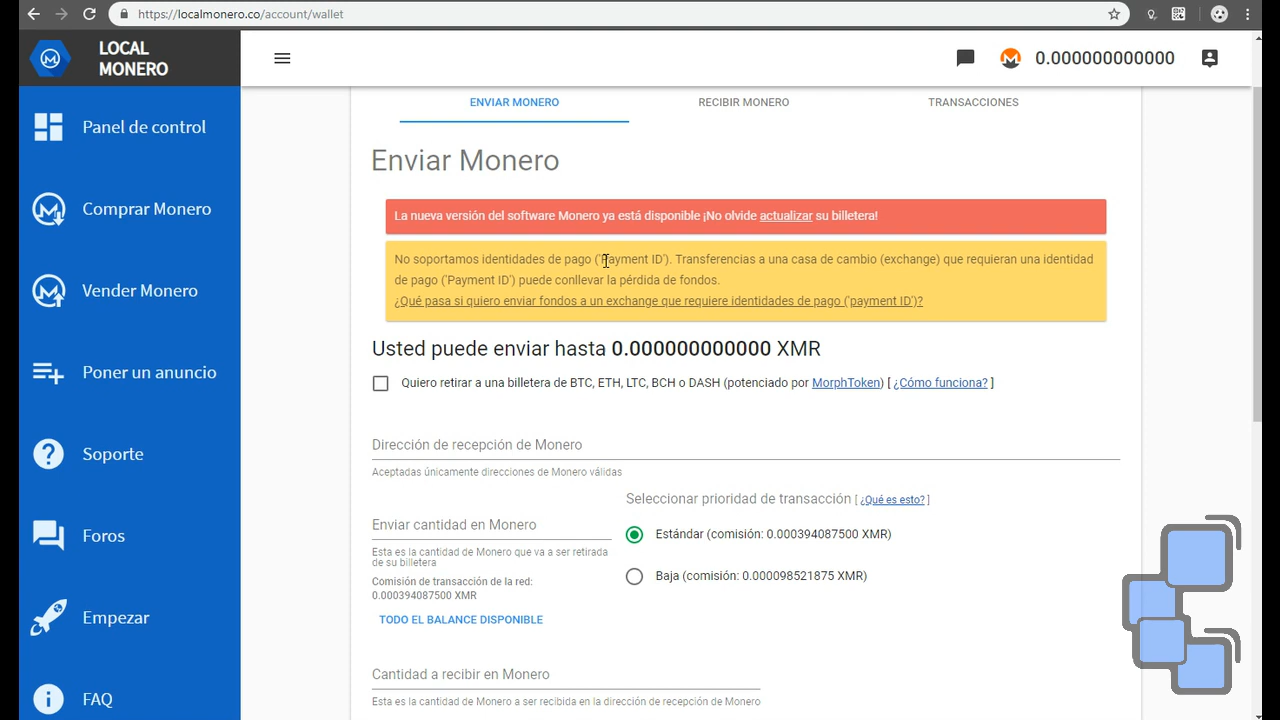 https://localmonero.co/account/wallet
LOCAL
MONERO
0.000000000000
Panel de control
Comprar Monero
Vender Monero
Poner un anuncio
Soporte
Foros
Empezar
FAQ
ENVIAR MONERO
RECIBIR MONERO
TRANSACCIONES
Enviar Monero
La nueva versión del software Monero ya está disponible ¡No olvide actualizar su billetera!
No soportamos identidades de pago ('Payment ID'). Transferencias a una casa de cambio (exchange) que requieran una identidad
de pago ('Payment ID') puede conllevar la pérdida de fondos.
¿Qué pasa si quiero enviar fondos a un exchange que requiere identidades de pago ('payment ID')?
Usted puede enviar hasta 0.000000000000 XMR
Quiero retirar a una billetera de BTC, ETH, LTC, BCH o DASH (potenciado por MorphToken) [ ¿Cómo funciona? ]
Dirección de recepción de Monero
Aceptadas únicamente direcciones de Monero válidas
Seleccionar prioridad de transacción [ ¿Qué es esto? ]
Enviar cantidad en Monero
Estándar (comisión: 0.000394087500 XMR)
Esta es la cantidad de Monero que va a ser retirada
de su billetera
Baja (comisión: 0.000098521875 XMR)
Comisión de transacción de la red:
0.000394087500 XMR
TODO EL BALANCE DISPONIBLE
Cantidad a recibir en Monero
Esta es la cantidad de Monero a ser recibida en la dirección de recepción de Monero